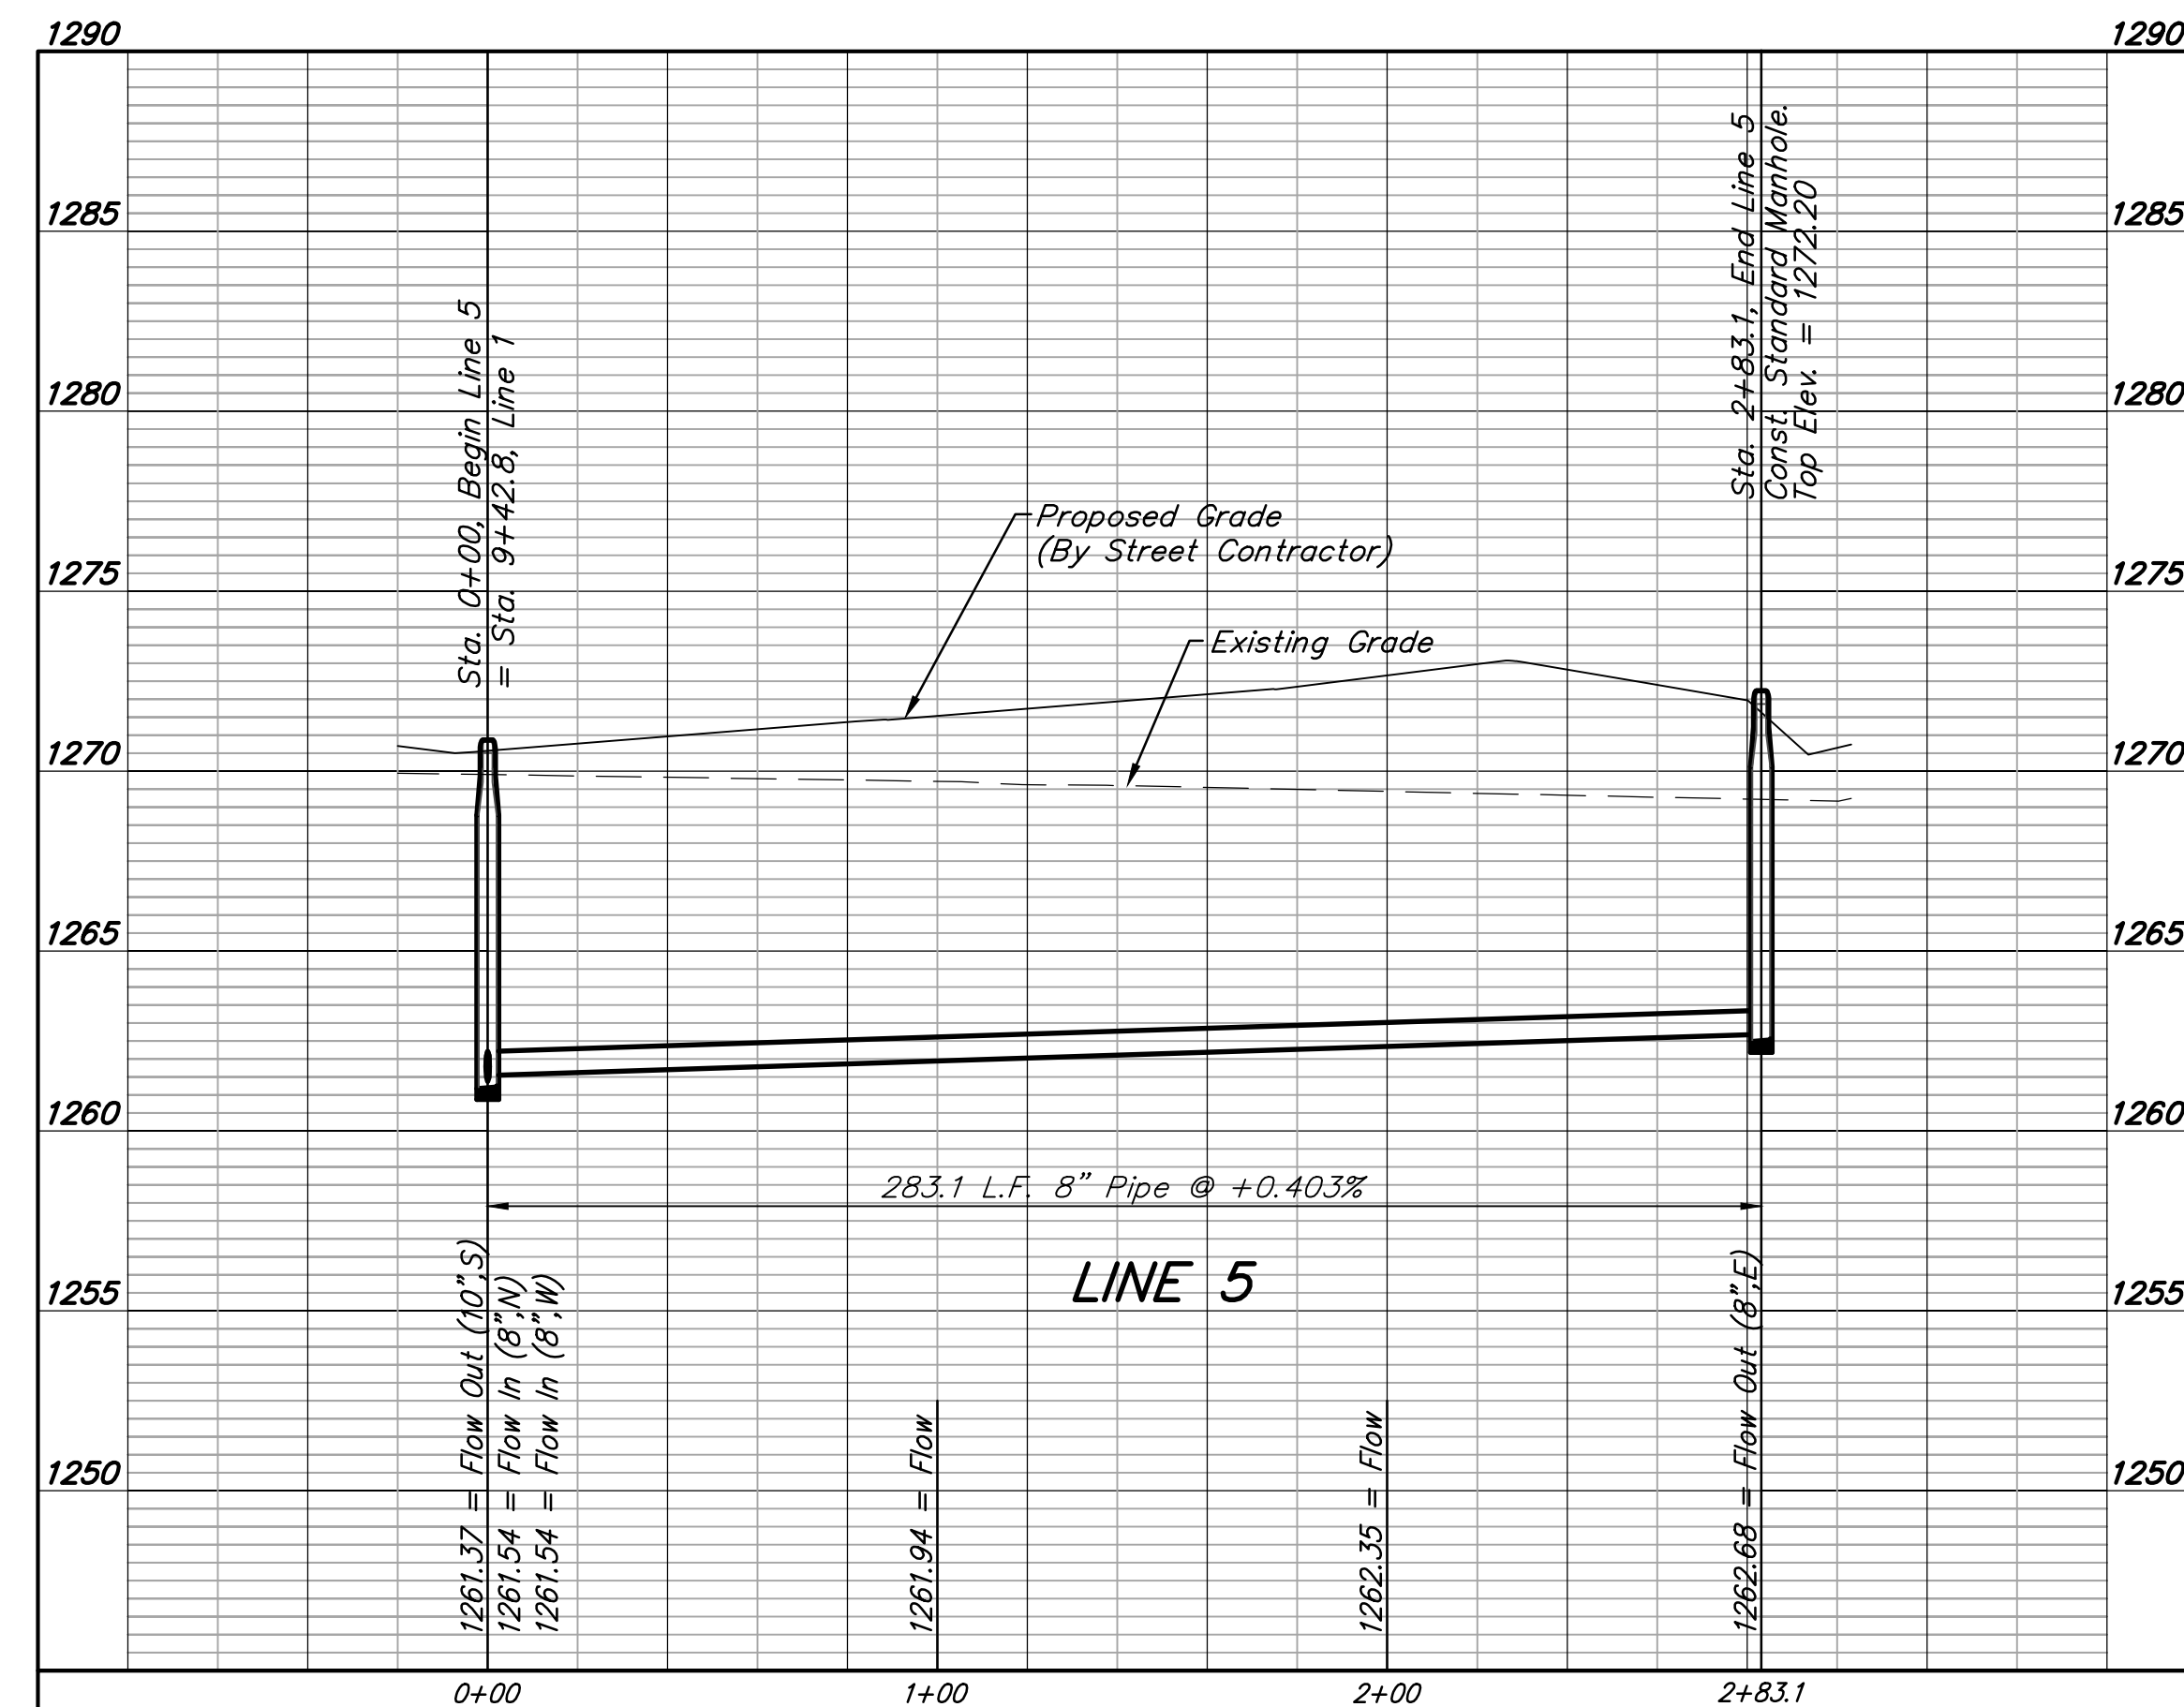 1290 1290
1285 1285
1280 1280
1275 1275
1270 1270
1265 1265
1260 1260
1255 1255
1250 1250
Sta. 0+00, Begin Line 5
= Sta. 9+42.8, Line 1
Sta. 2+83.1, End Line 5
Const. Standard Manhole.
Top Elev. = 1272.20
Proposed Grade
(By Street Contractor)
Existing Grade
283.1 L.F. 8" Pipe @ +0.403%
LINE 5
1261.37 = Flow Out (10",S)
1261.54 = Flow In (8",N)
1261.54 = Flow In (8",W)
1261.94 = Flow
1262.35 = Flow
1262.68 = Flow Out (8",E)
0+00 1+00 2+00 2+83.1